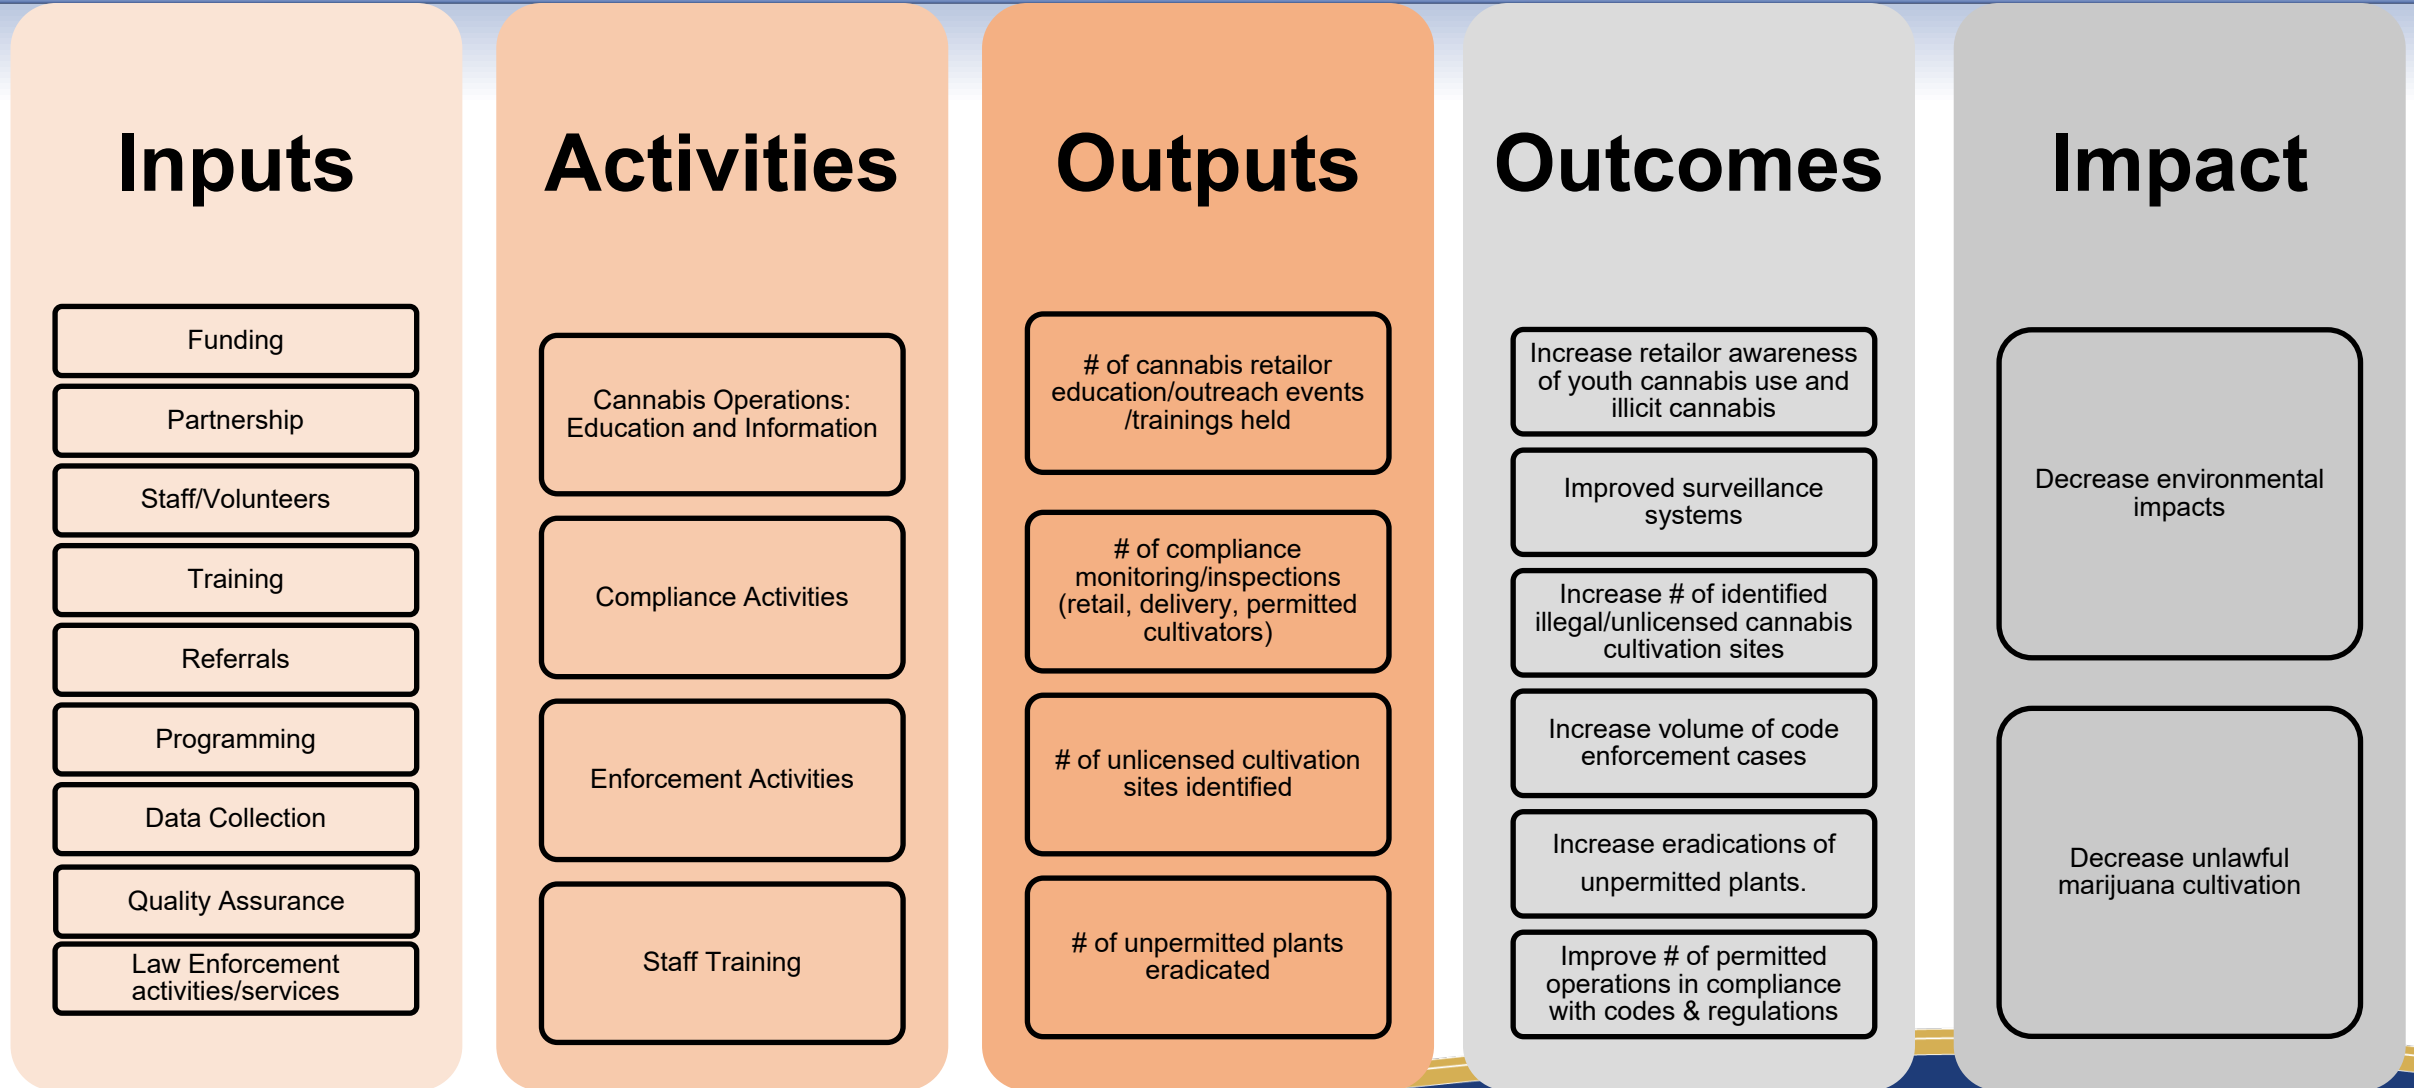 Inputs
Funding
Partnership
Staff/Volunteers
Training
Referrals
Programming
Data Collection
Quality Assurance
Law Enforcement
activities/services
Activities
Cannabis Operations:
Education and Information
Compliance Activities
Enforcement Activities
Staff Training
Outputs
# of cannabis retailor
education/outreach events
/trainings held
# of compliance
monitoring/inspections
(retail, delivery, permitted
cultivators)
# of unlicensed cultivation
sites identified
# of unpermitted plants
eradicated
Outcomes
Increase retailor awareness
of youth cannabis use and
illicit cannabis
Improved surveillance
systems
Increase # of identified
illegal/unlicensed cannabis
cultivation sites
Increase volume of code
enforcement cases
Increase eradications of
unpermitted plants.
Improve # of permitted
operations in compliance
with codes & regulations
Impact
Decrease environmental
impacts
Decrease unlawful
marijuana cultivation